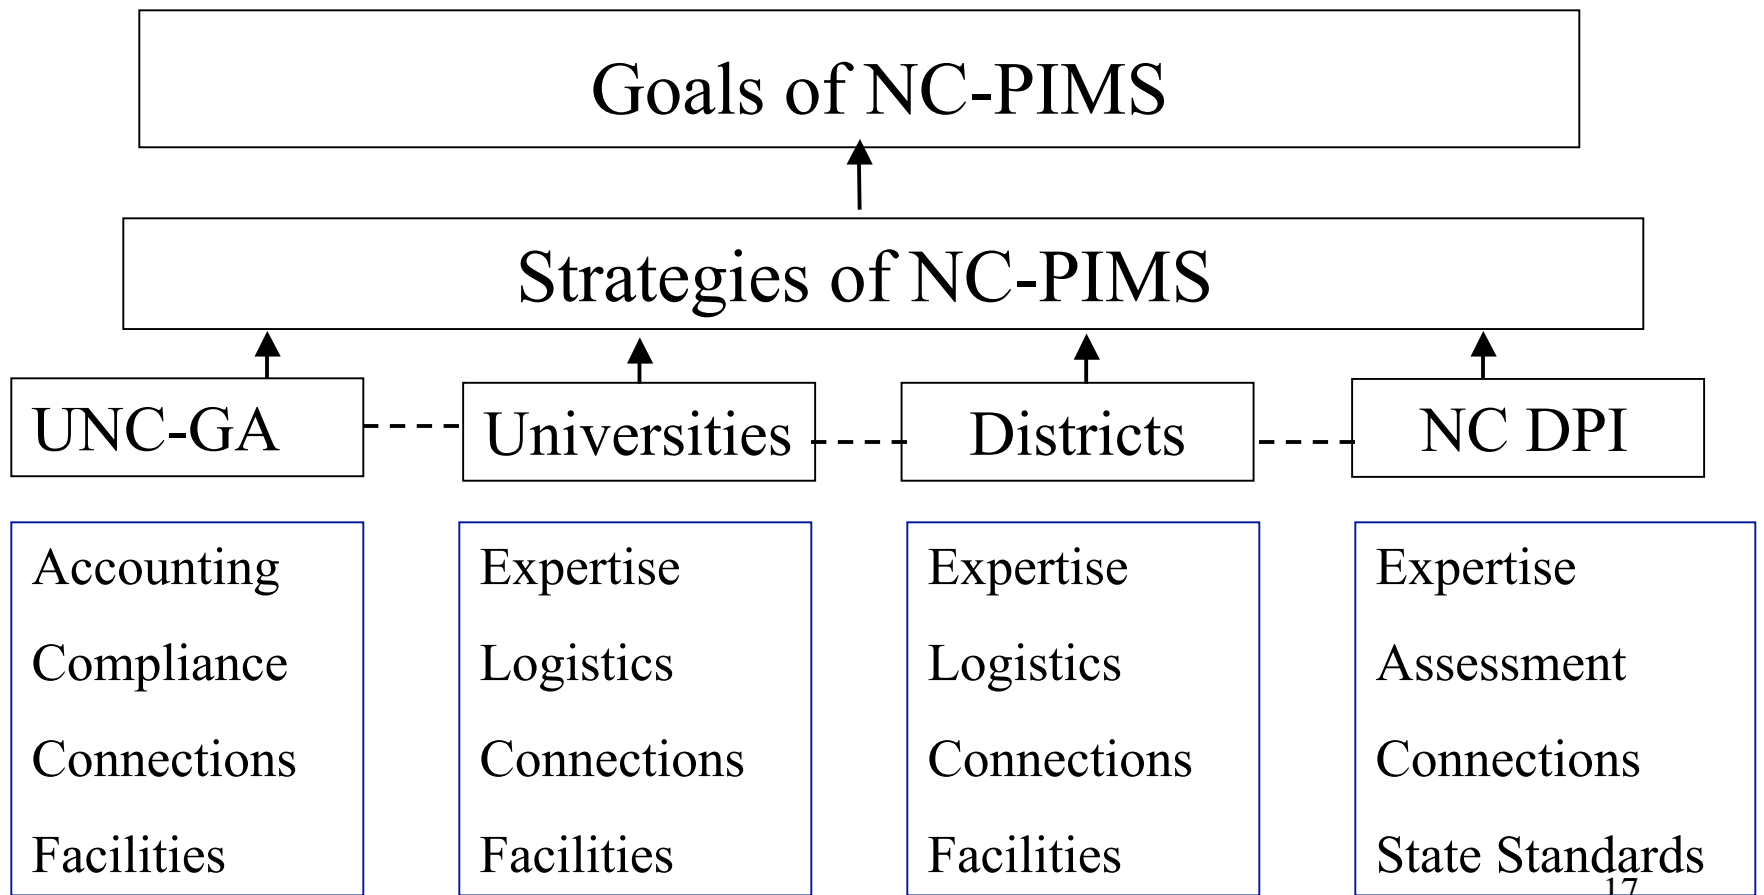 Goals of NC-PIMS
Strategies of NC-PIMS
UNC-GA
Universities
Districts
NC DPI
Accounting
Compliance
Connections
Facilities
Expertise
Logistics
Connections
Facilities
Expertise
Logistics
Connections
Facilities
Expertise
Assessment
Connections
State Standards
17